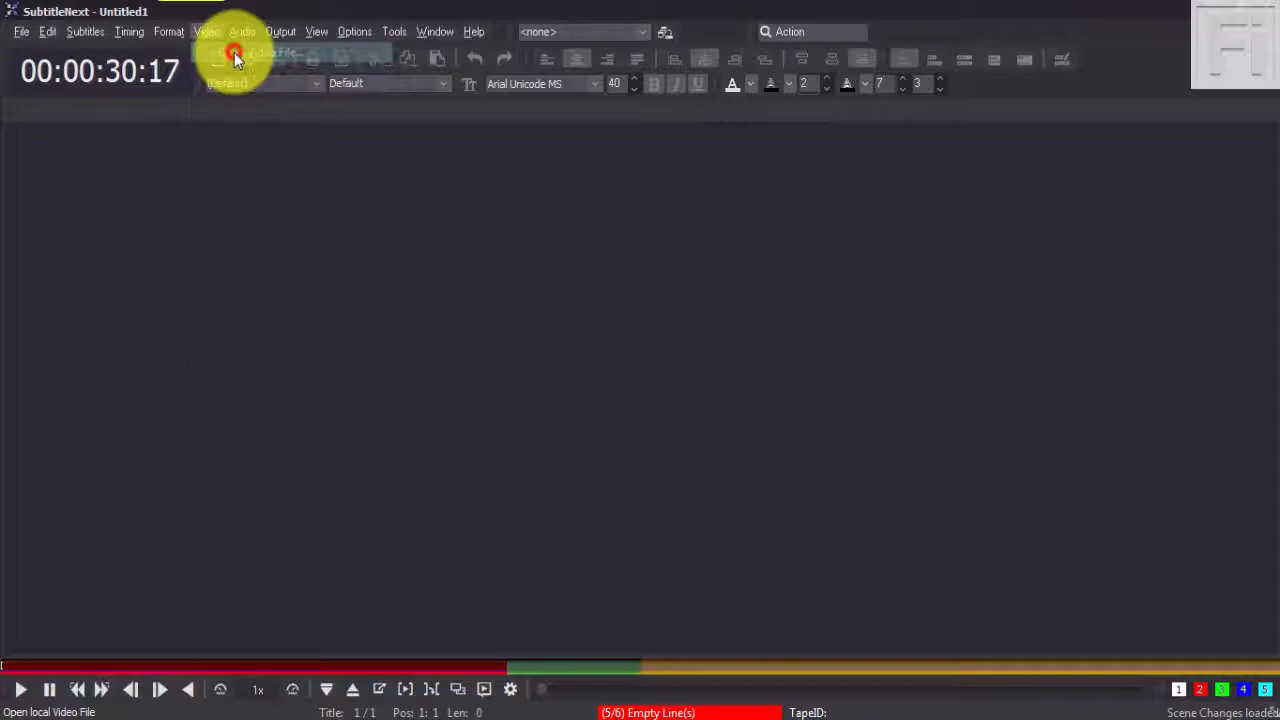 SubtitleNext - Untitled1
File Edit Subtitles Timing Format Video Audio Output View Options Tools Window Help <none> Action
00:00:30:17
(Default) Default Arial Unicode MS 40 B I U A A 2 A 7 3
1x 1 2 3 4 5
Open local Video File Title: 1/1 Pos: 1: 1 Len: 0 (5/6) Empty Line(s) TapeID: Scene Changes loaded